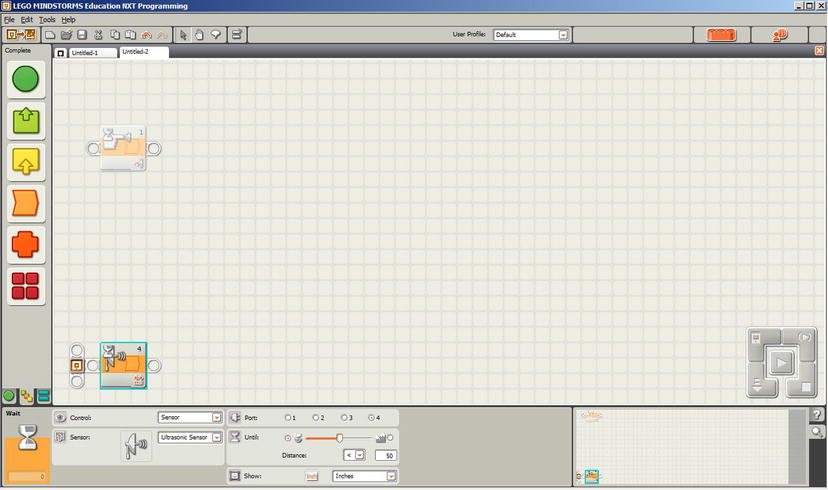 LEGO MINDSTORMS Education NXT Programming
File Edit Tools Help
User Profile: Default
Complete
Untitled-1 Untitled-2
1
4
Wait
Control: Sensor
Port: 1 2 3 4
Sensor: Ultrasonic Sensor
Until:
Distance: < 50
Show: Inch Inches
0
?